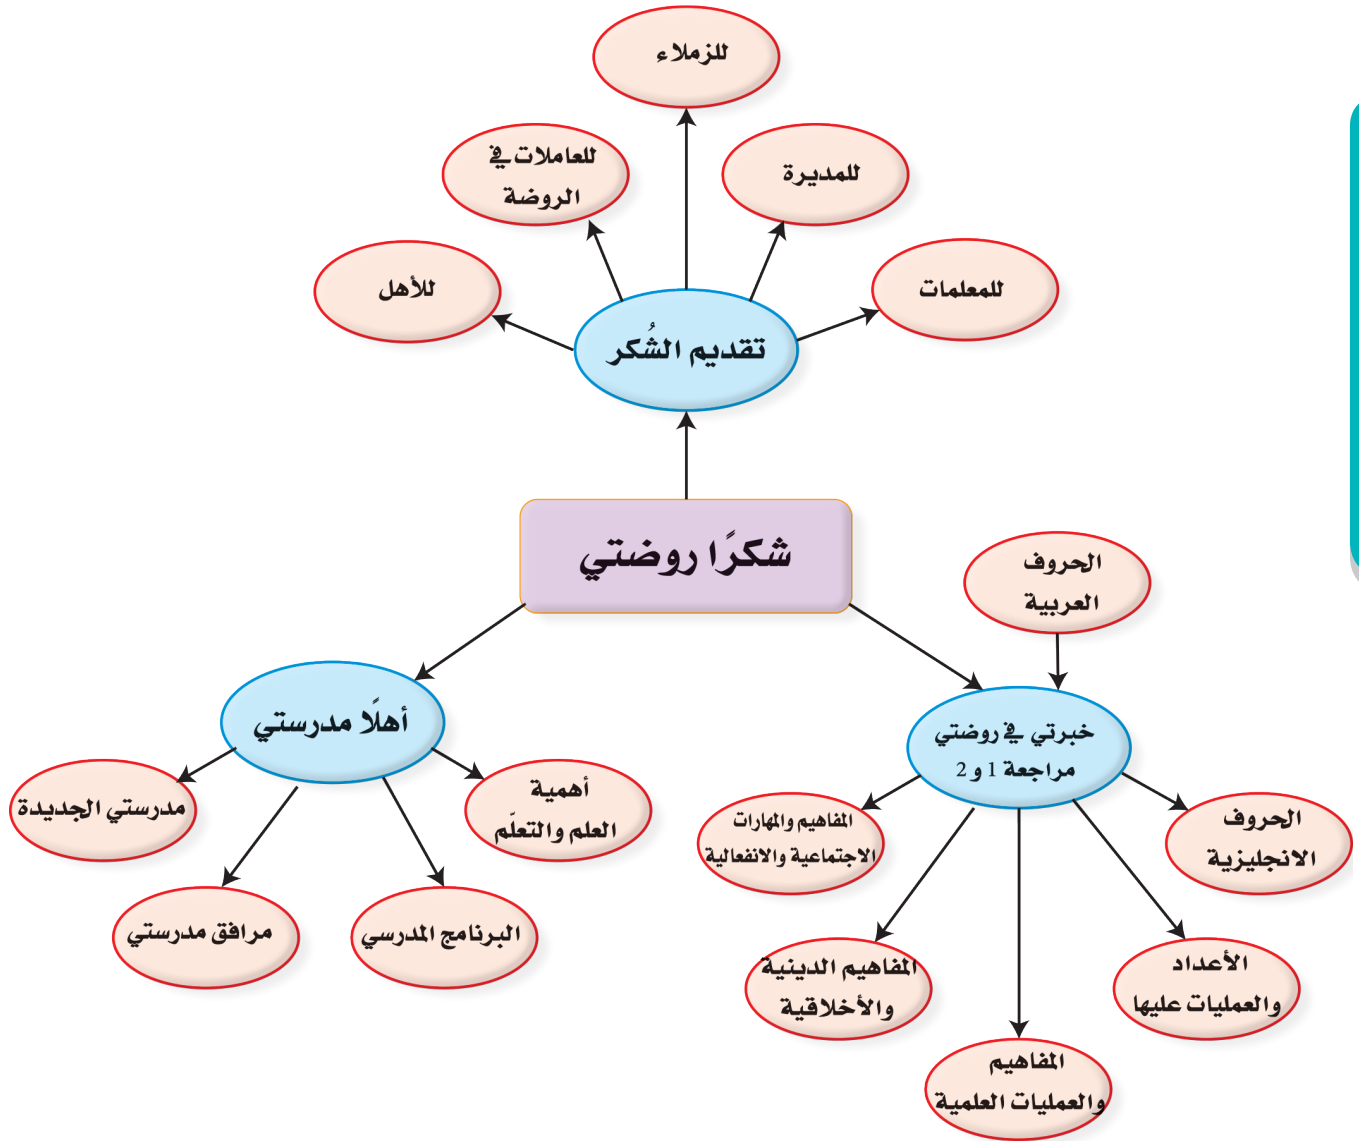 للزملاء
للمديرة
للعاملات في
الروضة
للمعلمات
للأهل
تقديم الشُكر
شكرًا روضتي
الحروف
العربية
خبرتي في روضتي
مراجعة 1 و 2
الحروف
الانجليزية
الأعداد
والعمليات عليها
المفاهيم
والعمليات العلمية
المفاهيم الدينية
والأخلاقية
المفاهيم والمهارات
الاجتماعية والانفعالية
أهلًا مدرستي
أهمية
العلم والتعلّم
البرنامج المدرسي
مرافق مدرستي
مدرستي الجديدة